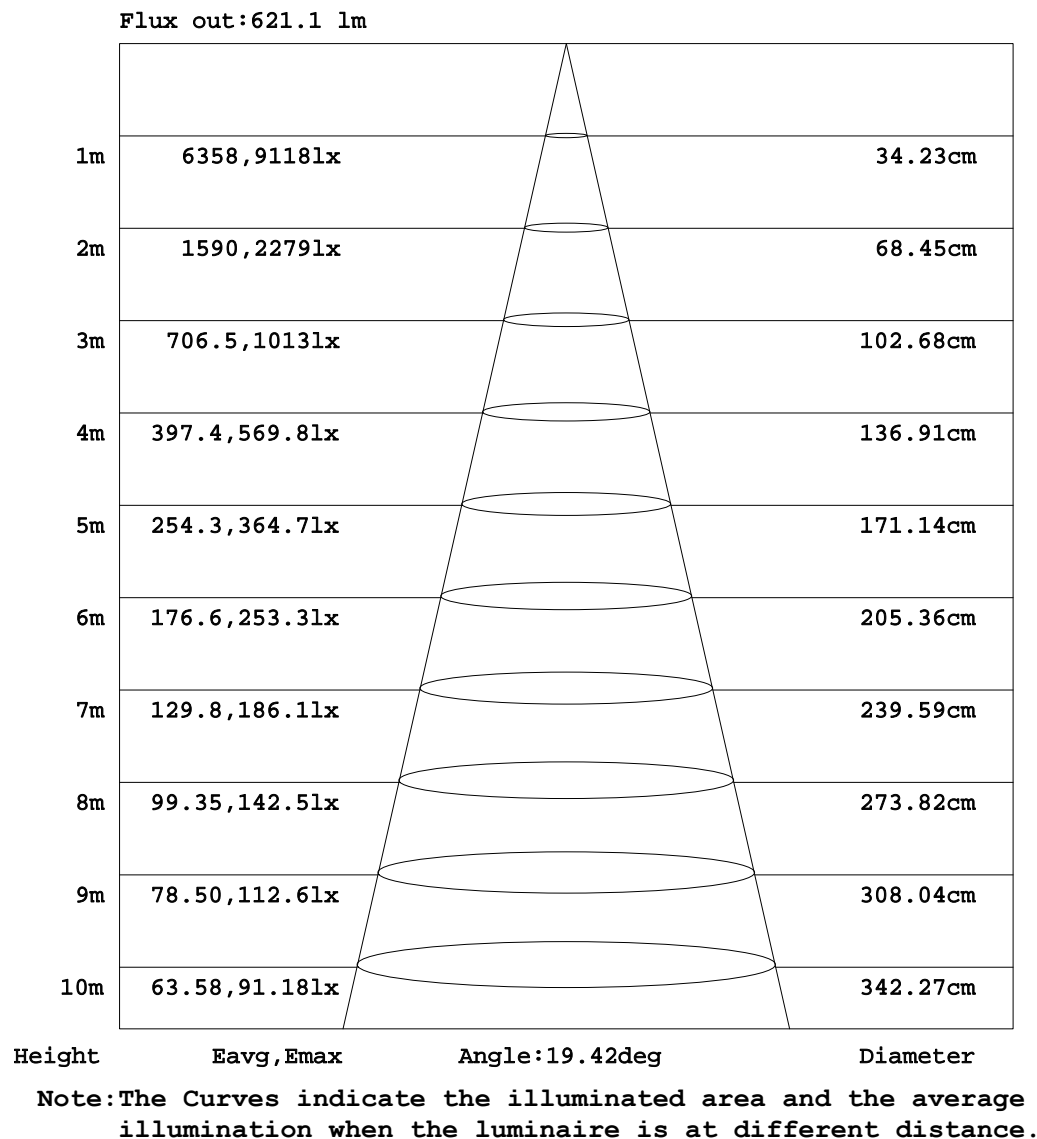 Flux out:621.1 lm
1m 6358,9118lx 34.23cm
2m 1590,2279lx 68.45cm
3m 706.5,1013lx 102.68cm
4m 397.4,569.8lx 136.91cm
5m 254.3,364.7lx 171.14cm
6m 176.6,253.3lx 205.36cm
7m 129.8,186.1lx 239.59cm
8m 99.35,142.5lx 273.82cm
9m 78.50,112.6lx 308.04cm
10m 63.58,91.18lx 342.27cm
Height Eavg,Emax Angle:19.42deg Diameter
Note:The Curves indicate the illuminated area and the average
illumination when the luminaire is at different distance.